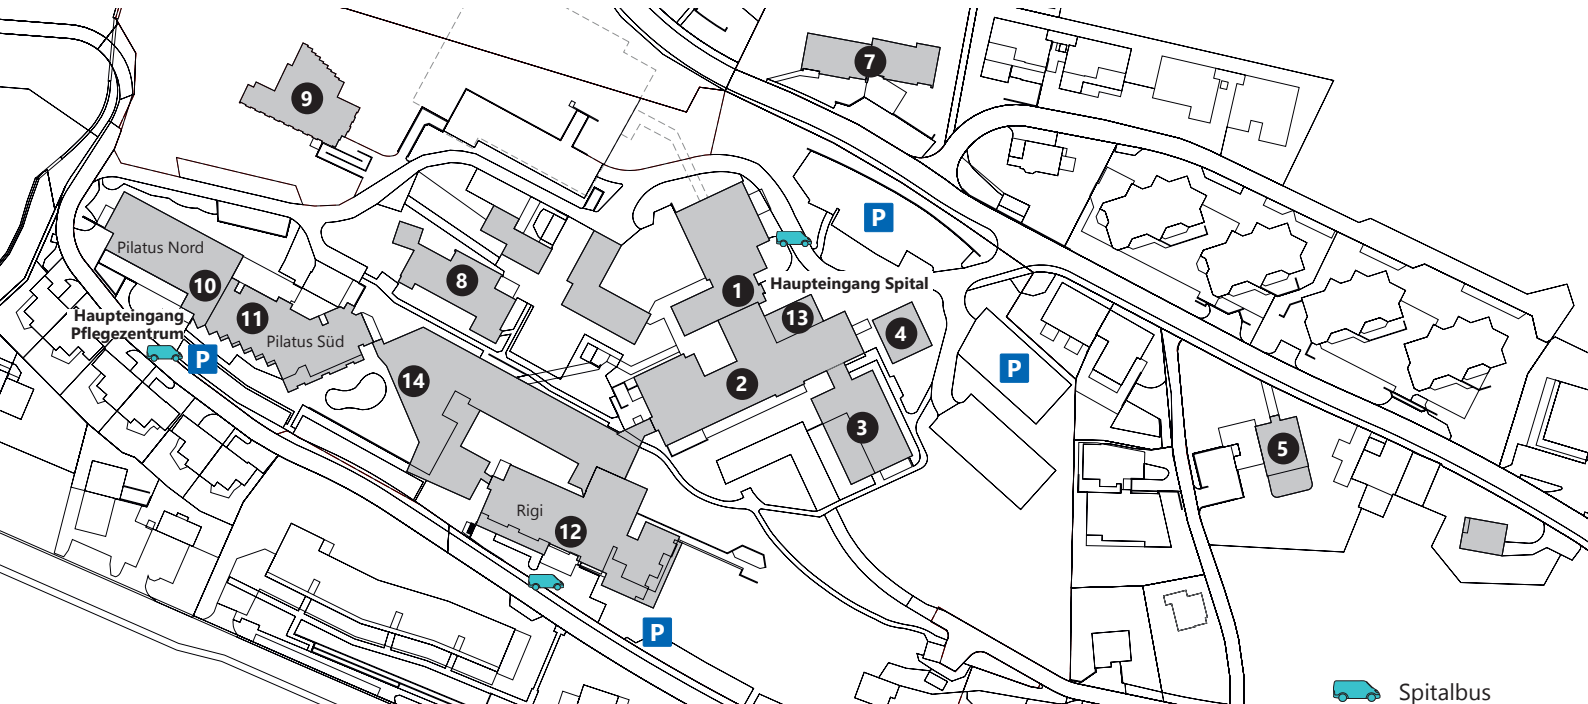 7
9
P
Pilatus Nord
8
10
1
Haupteingang Spital
13
Haupteingang
Pflegezentrum
11
Pilatus Süd
4
P
P
14
2
3
5
Rigi
12
P
Spitalbus